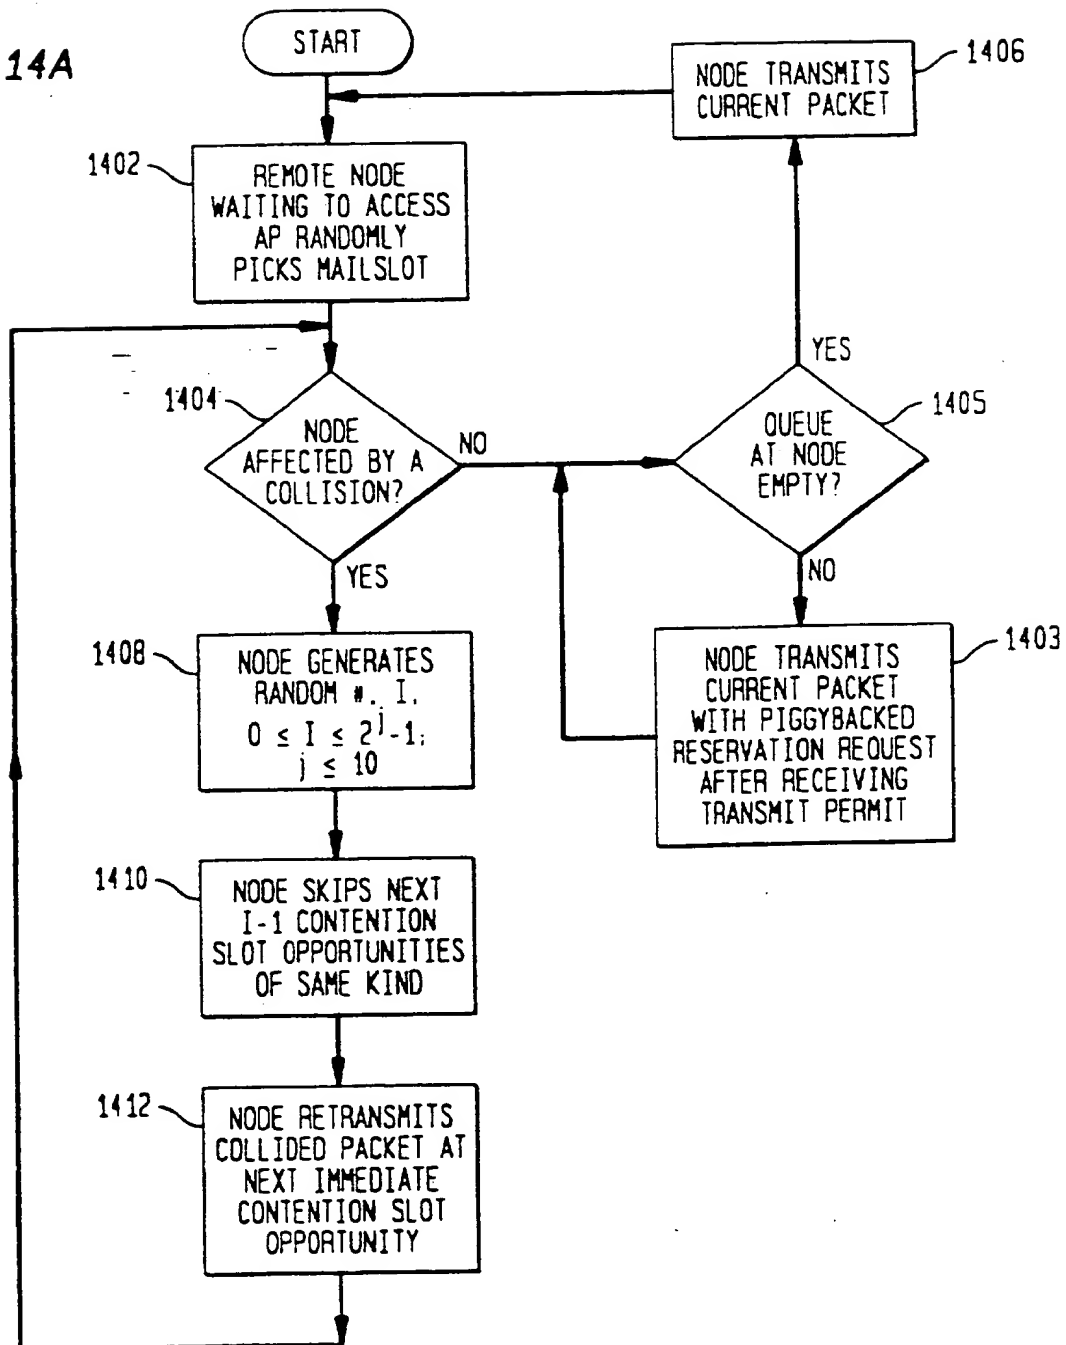 14A
START
NODE TRANSMITS
CURRENT PACKET
1406
1402
REMOTE NODE
WAITING TO ACCESS
AP RANDOMLY
PICKS MAILSLOT
1404
NODE
AFFECTED BY A
COLLISION?
NO
YES
1405
QUEUE
AT NODE
EMPTY?
YES
NO
1403
NODE TRANSMITS
CURRENT PACKET
WITH PIGGYBACKED
RESERVATION REQUEST
AFTER RECEIVING
TRANSMIT PERMIT
1408
NODE GENERATES
RANDOM #, I,
0 ≤ I ≤ 2^j-1;
j ≤ 10
1410
NODE SKIPS NEXT
I-1 CONTENTION
SLOT OPPORTUNITIES
OF SAME KIND
1412
NODE RETRANSMITS
COLLIDED PACKET AT
NEXT IMMEDIATE
CONTENTION SLOT
OPPORTUNITY